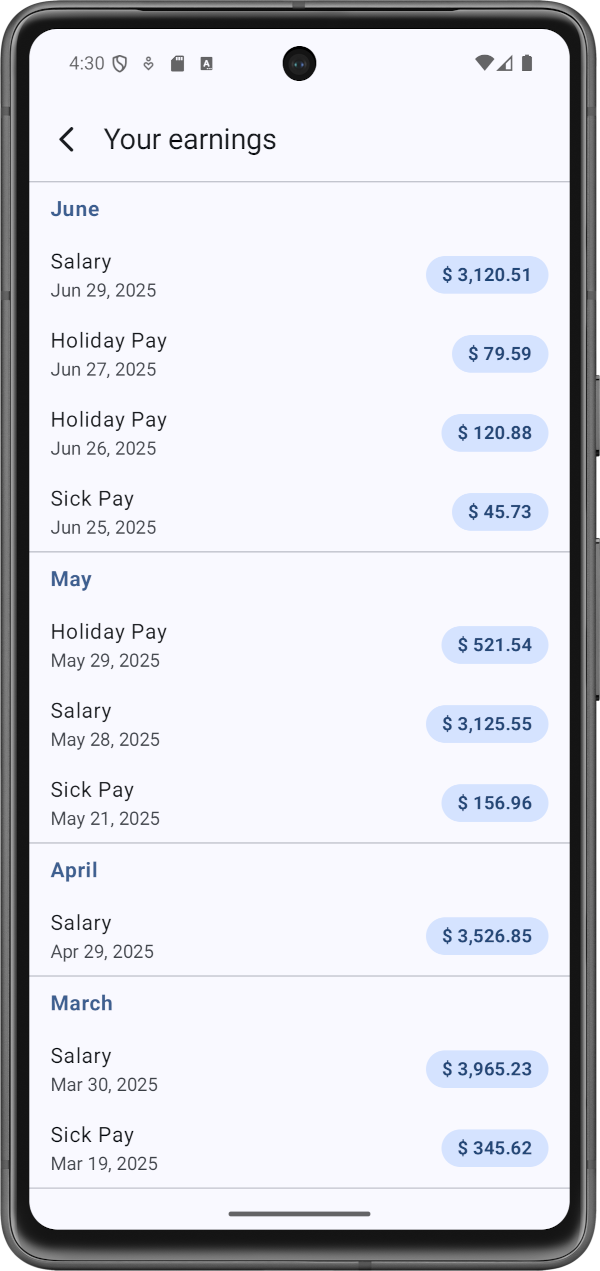 4:30
Your earnings
June
Salary
$ 3,120.51
Jun 29, 2025
Holiday Pay
$ 79.59
Jun 27, 2025
Holiday Pay
$ 120.88
Jun 26, 2025
Sick Pay
$ 45.73
Jun 25, 2025
May
Holiday Pay
$ 521.54
May 29, 2025
Salary
$ 3,125.55
May 28, 2025
Sick Pay
$ 156.96
May 21, 2025
April
Salary
$ 3,526.85
Apr 29, 2025
March
Salary
$ 3,965.23
Mar 30, 2025
Sick Pay
$ 345.62
Mar 19, 2025